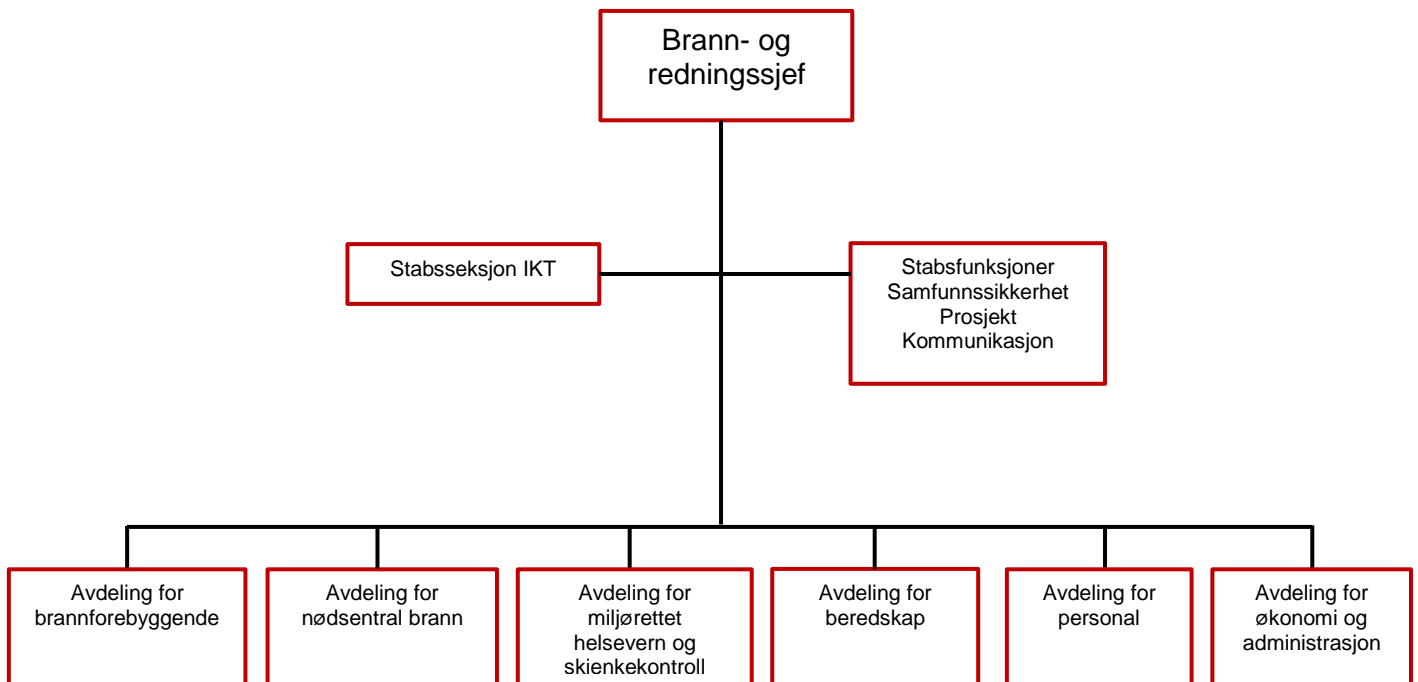 Brann- og
redningssjef
Stabsseksjon IKT
Stabsfunksjoner
Samfunnssikkerhet
Prosjekt
Kommunikasjon
Avdeling for
brannforebyggende
Avdeling for
nødsentral brann
Avdeling for
miljørettet
helsevern og
skienkekontroll
Avdeling for
beredskap
Avdeling for
personal
Avdeling for
økonomi og
administrasjon